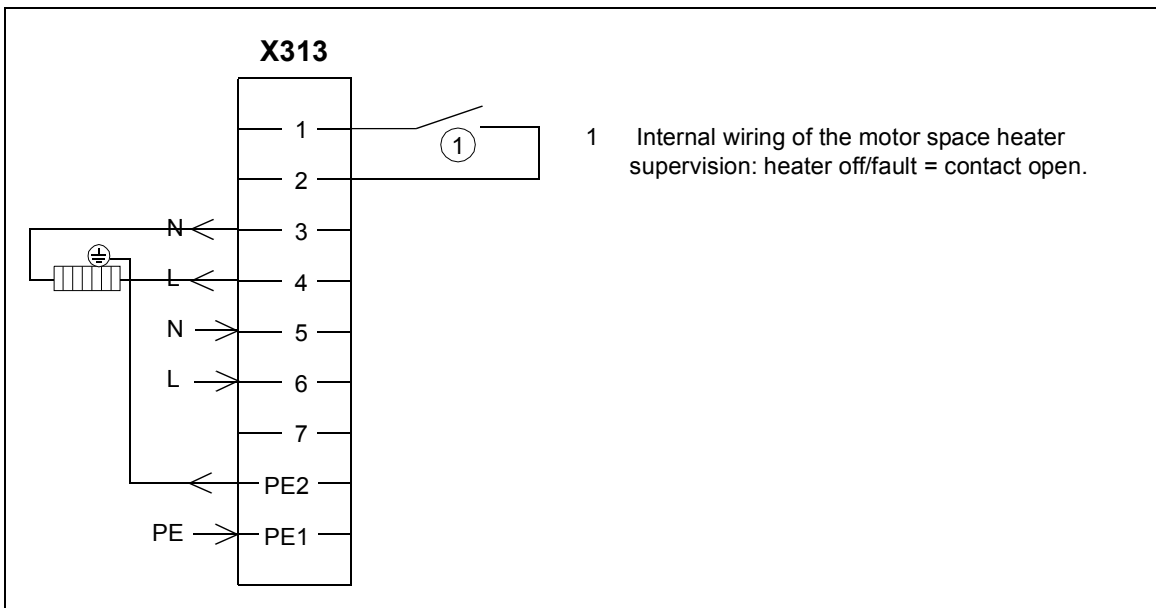 X313
1
1
1 Internal wiring of the motor space heater
supervision: heater off/fault = contact open.
2
N 3
L 4
N 5
L 6
7
PE2
PE PE1